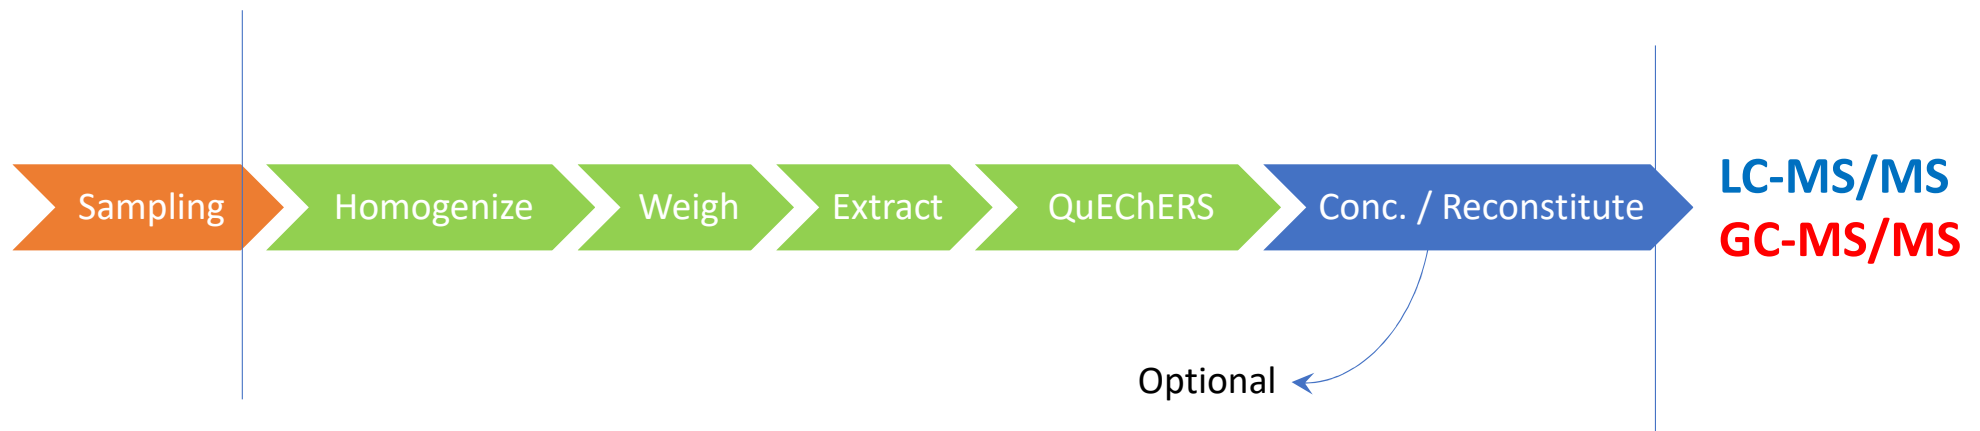 Sampling
Homogenize
Weigh
Extract
QuEChERS
Conc. / Reconstitute
LC-MS/MS
GC-MS/MS
Optional